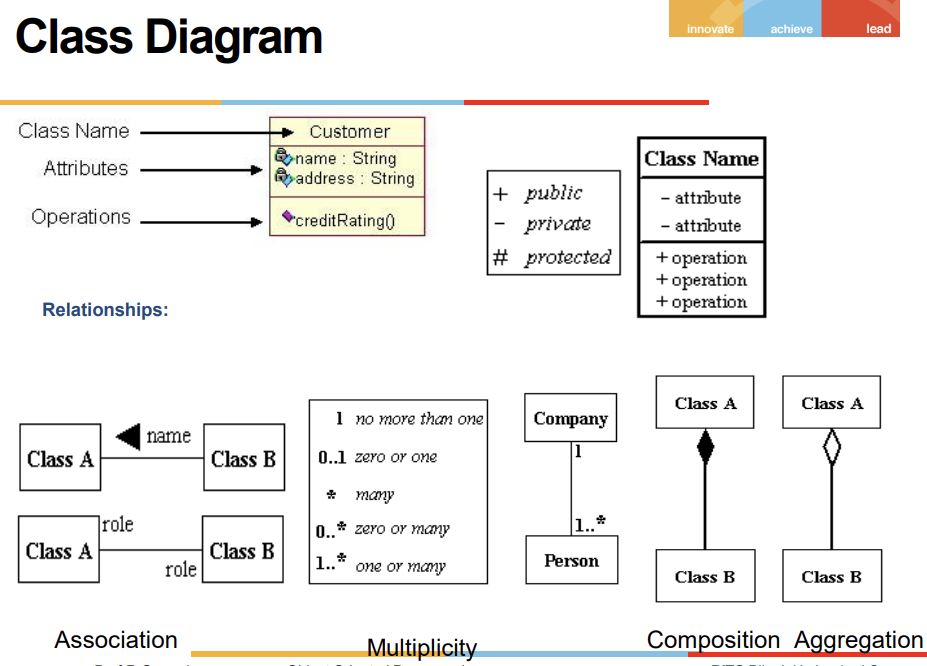 Class Diagram
innovate achieve lead
Class Name
Attributes
Operations
Customer
name : String
address : String
creditRating()
+ public
- private
# protected
Class Name
- attribute
- attribute
+ operation
+ operation
+ operation
Relationships:
Class A
name
Class B
Class A
role
role
Class B
1 no more than one
0..1 zero or one
* many
0..* zero or many
1..* one or many
Company
1
1..*
Person
Class A
Class B
Class A
Class B
Association
Multiplicity
Composition
Aggregation